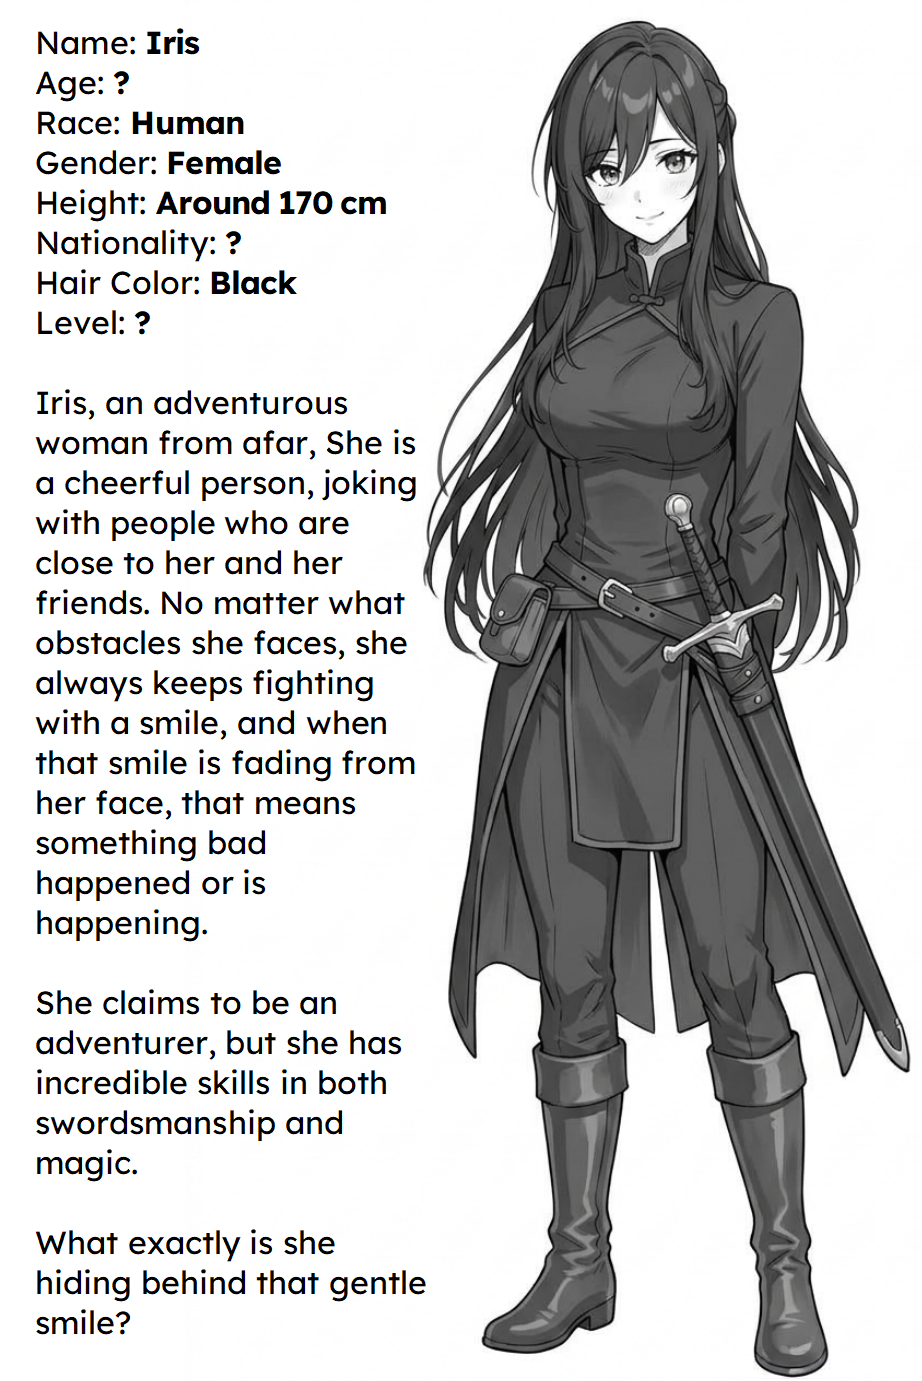 Name: Iris
Age: ?
Race: Human
Gender: Female
Height: Around 170 cm
Nationality: ?
Hair Color: Black
Level: ?
Iris, an adventurous
woman from afar, She is
a cheerful person, joking
with people who are
close to her and her
friends. No matter what
obstacles she faces, she
always keeps fighting
with a smile, and when
that smile is fading from
her face, that means
something bad
happened or is
happening.
She claims to be an
adventurer, but she has
incredible skills in both
swordsmanship and
magic.
What exactly is she
hiding behind that gentle
smile?